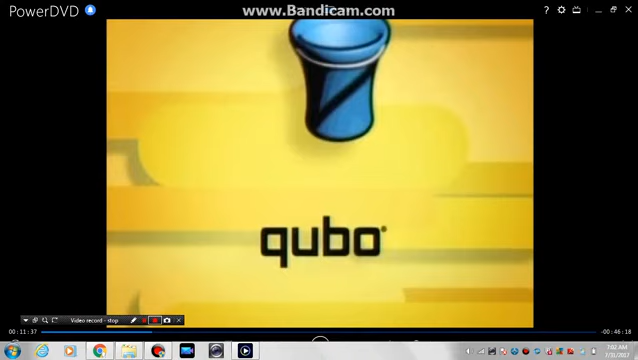 PowerDVD
www.Bandicam.com
qubo
Video record - stop
00:11:37
-00:46:18
7:02 AM
7/31/2017